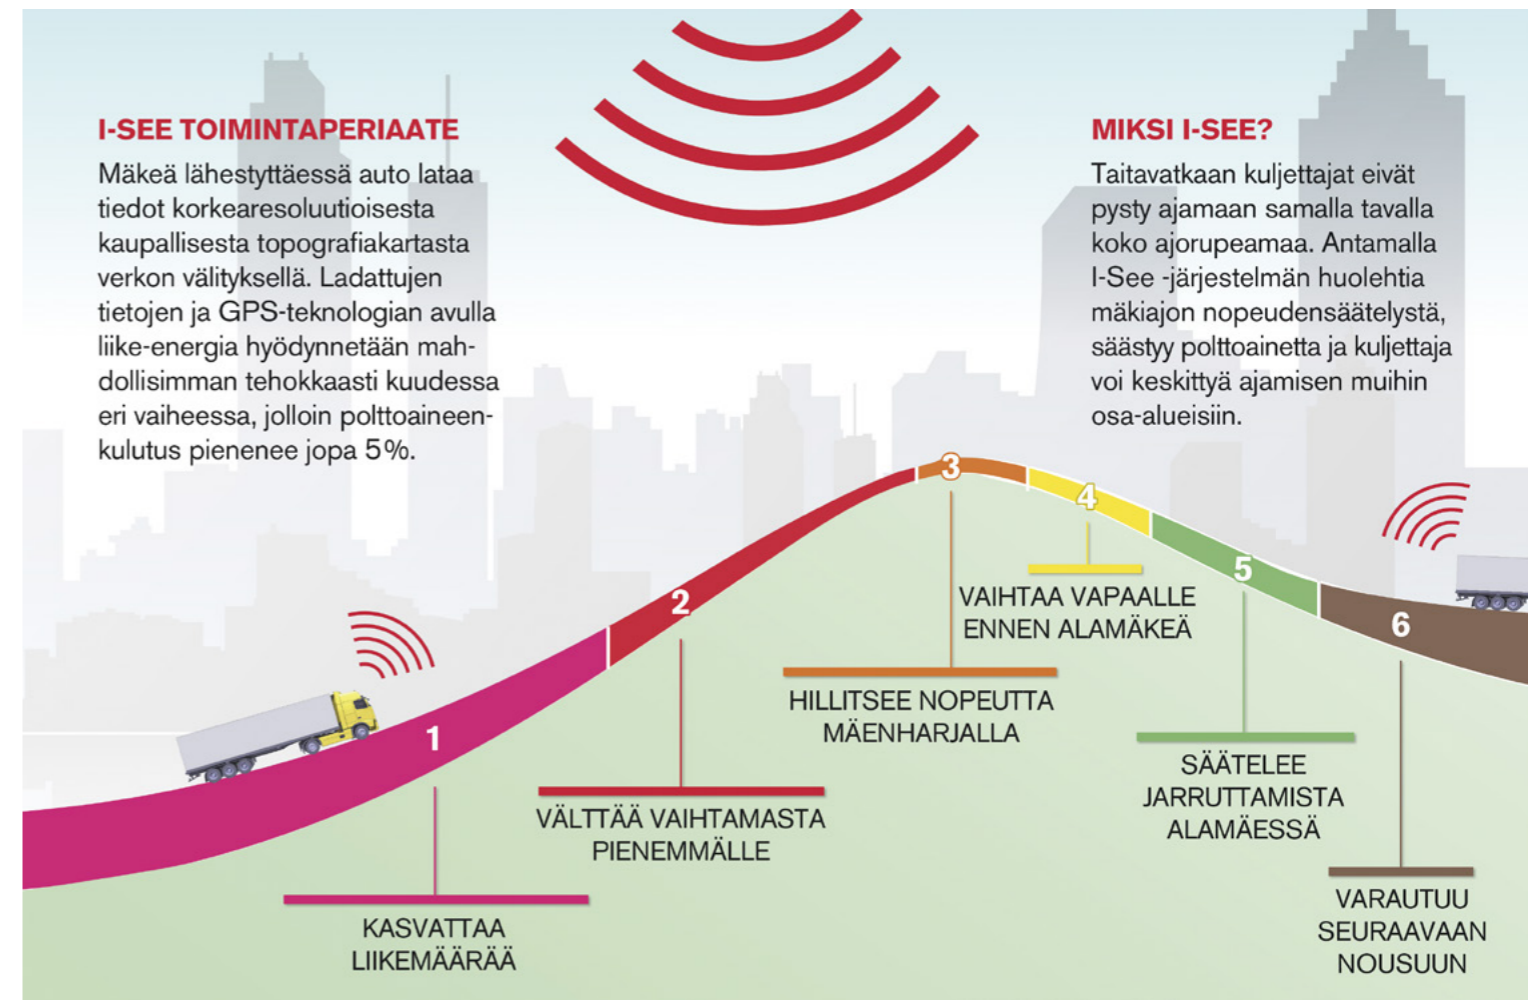 I-SEE TOIMINTAPERIAATE
Mäkeä lähestyttäessä auto lataa
tiedot korkearesoluutioisesta
kaupallisesta topografiakartasta
verkon välityksellä. Ladattujen
tietojen ja GPS-teknologian avulla
liike-energia hyödynnetään mah-
dollisimman tehokkaasti kuudessa
eri vaiheessa, jolloin polttoaineen-
kulutus pienenee jopa 5%.
MIKSI I-SEE?
Taitavatkaan kuljettajat eivät
pysty ajamaan samalla tavalla
koko ajorupeamaa. Antamalla
I-See -järjestelmän huolehtia
mäkiajon nopeudensäätelystä,
säästyy polttoainetta ja kuljettaja
voi keskittyä ajamisen muihin
osa-alueisiin.
1
KASVATTAA
LIIKEMÄÄRÄÄ
2
VÄLTTÄÄ VAIHTAMASTA
PIENEMMÄLLE
3
HILLITSEE NOPEUTTA
MÄENHARJALLA
4
VAIHTAA VAPAALLE
ENNEN ALAMÄKEÄ
5
SÄÄTELEE
JARRUTTAMISTA
ALAMÄESSÄ
6
VARAUTUU
SEURAAVAAN
NOUSUUN